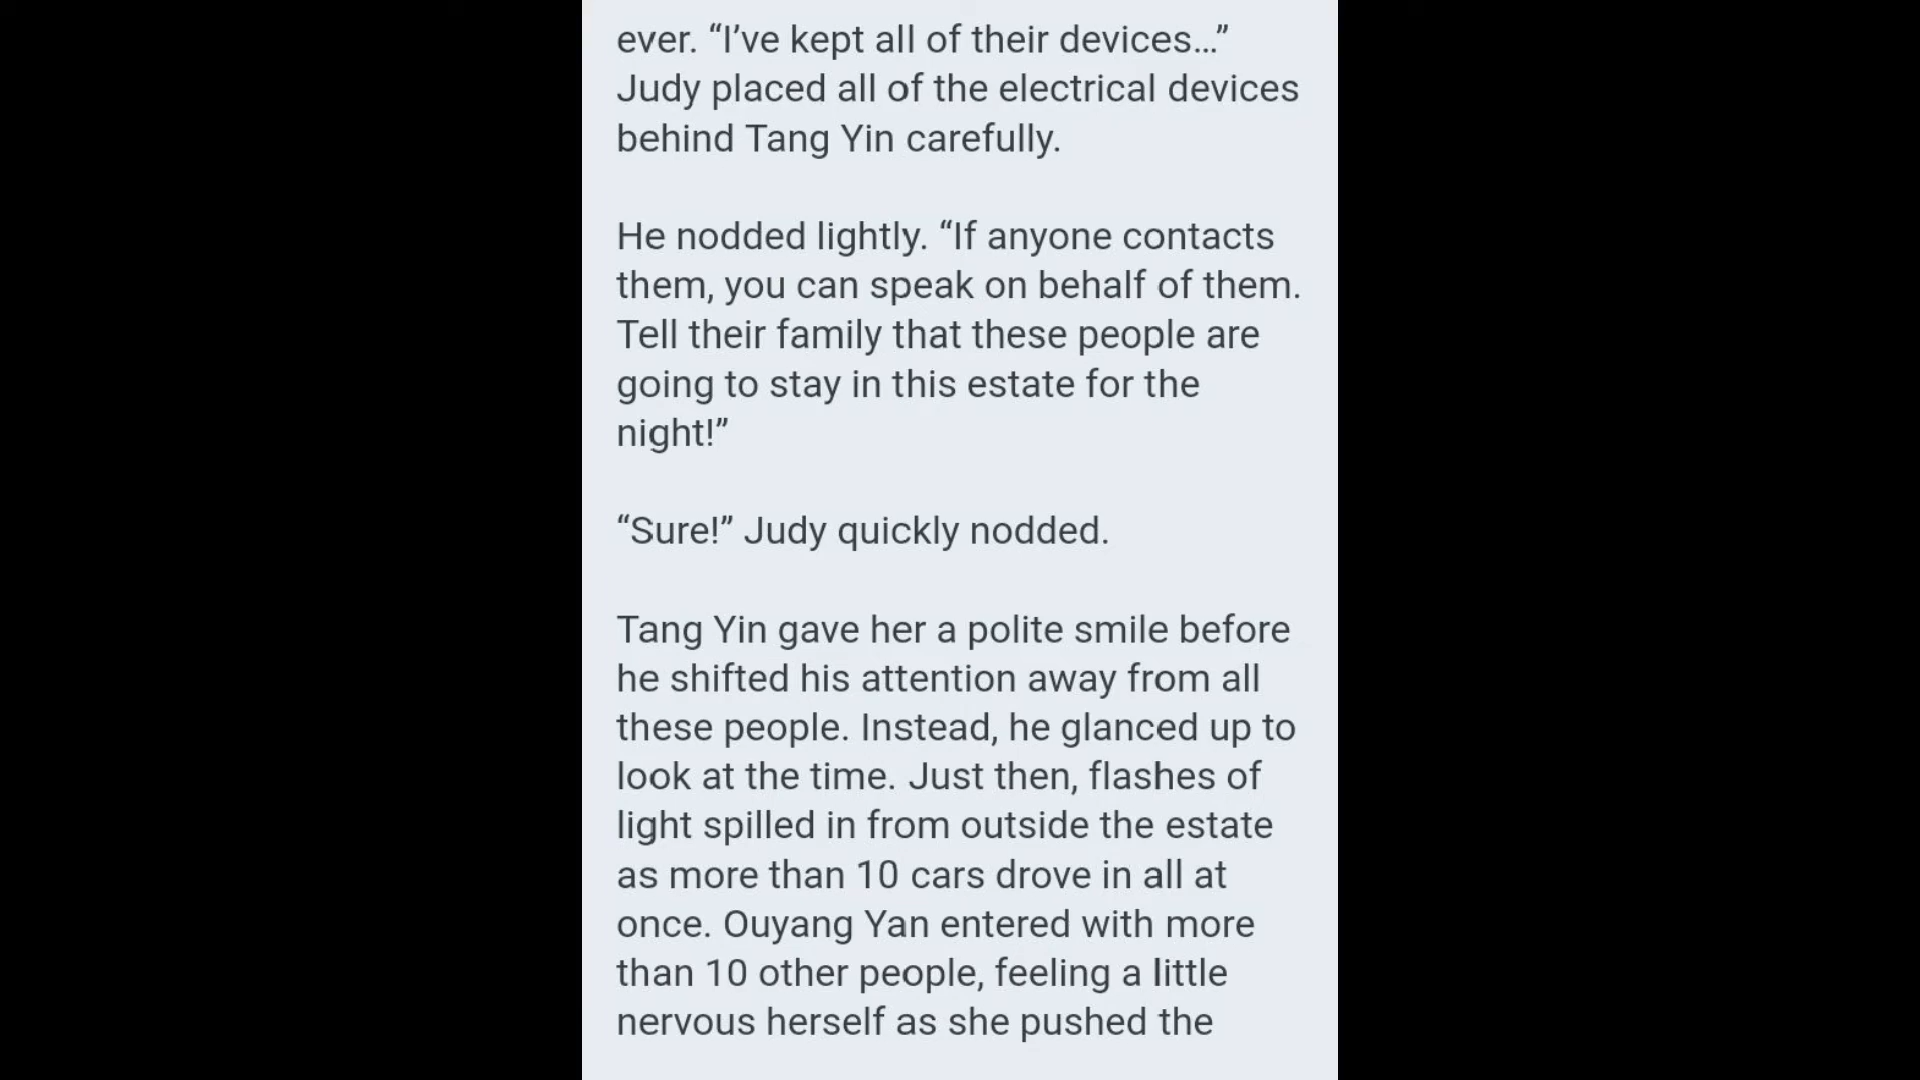 ever. “I’ve kept all of their devices…”
Judy placed all of the electrical devices
behind Tang Yin carefully.
He nodded lightly. “If anyone contacts
them, you can speak on behalf of them.
Tell their family that these people are
going to stay in this estate for the
night!”
“Sure!” Judy quickly nodded.
Tang Yin gave her a polite smile before
he shifted his attention away from all
these people. Instead, he glanced up to
look at the time. Just then, flashes of
light spilled in from outside the estate
as more than 10 cars drove in all at
once. Ouyang Yan entered with more
than 10 other people, feeling a little
nervous herself as she pushed the